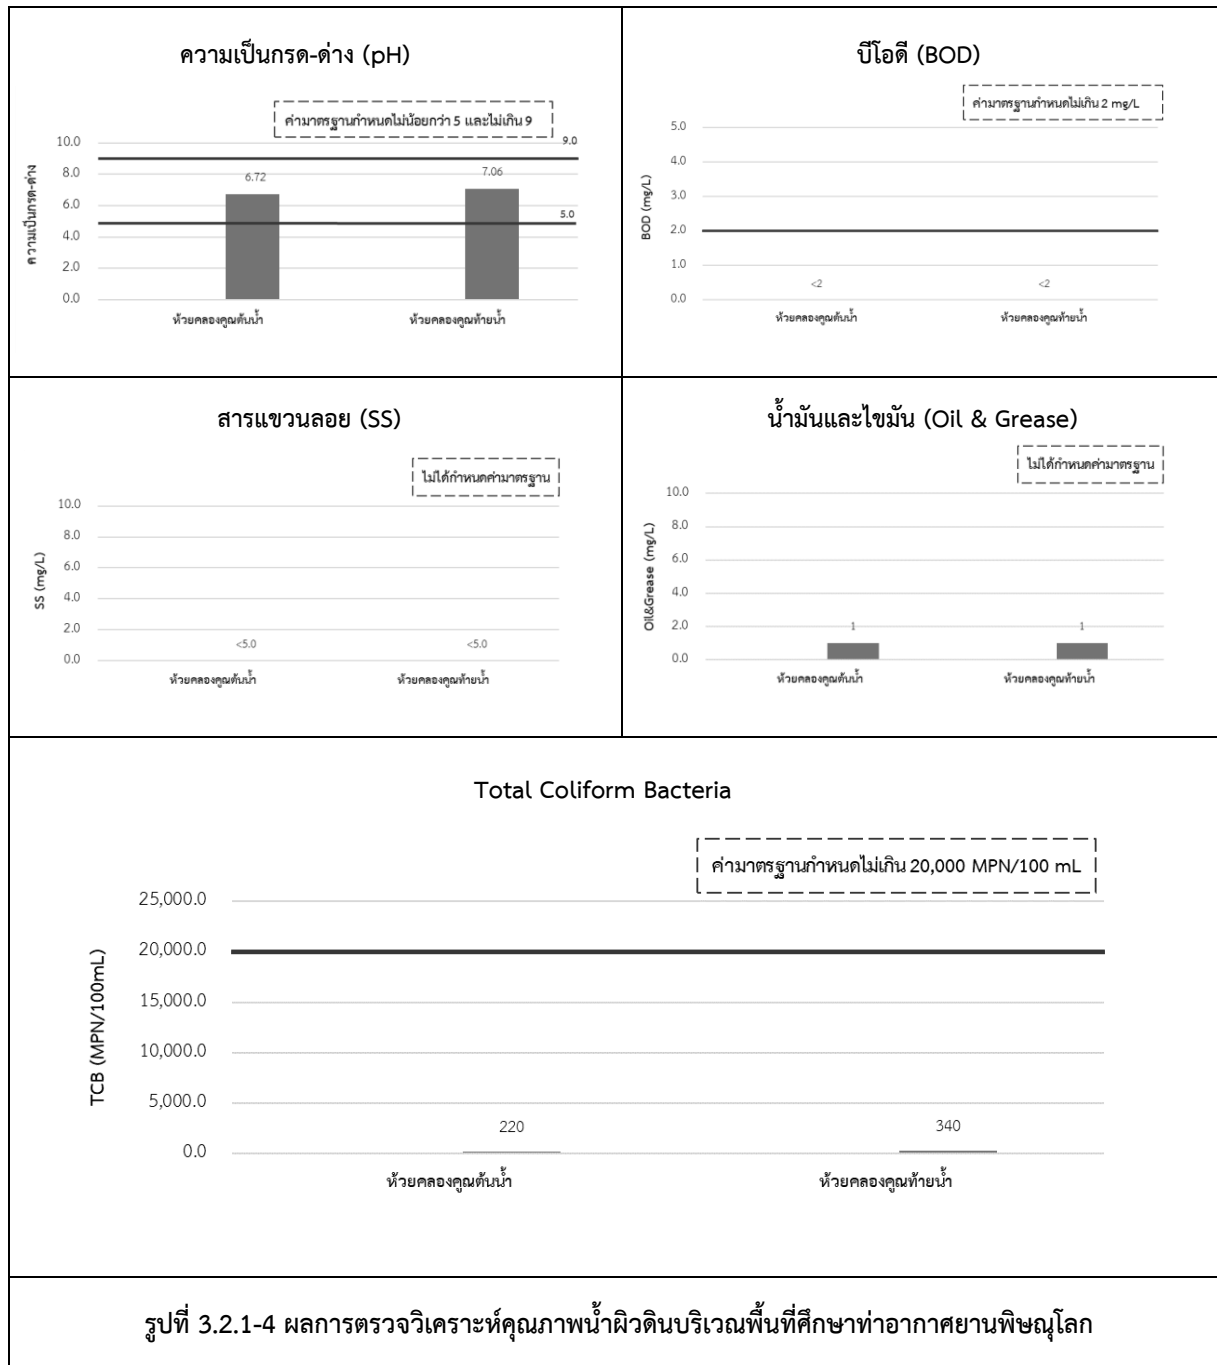 ความเป็นกรด-ด่าง (pH)
ค่ามาตรฐานกำหนดไม่น้อยกว่า 5 และไม่เกิน 9
ความเป็นกรด-ด่าง
10.0
8.0
6.0
4.0
2.0
0.0
9.0
5.0
6.72
7.06
ห้วยคลองคูณต้นน้ำ
ห้วยคลองคูณท้ายน้ำ
บีโอดี (BOD)
ค่ามาตรฐานกำหนดไม่เกิน 2 mg/L
BOD (mg/L)
5.0
4.0
3.0
2.0
1.0
0.0
<2
<2
ห้วยคลองคูณต้นน้ำ
ห้วยคลองคูณท้ายน้ำ
สารแขวนลอย (SS)
ไม่ได้กำหนดค่ามาตรฐาน
SS (mg/L)
10.0
8.0
6.0
4.0
2.0
0.0
<5.0
<5.0
ห้วยคลองคูณต้นน้ำ
ห้วยคลองคูณท้ายน้ำ
น้ำมันและไขมัน (Oil & Grease)
ไม่ได้กำหนดค่ามาตรฐาน
Oil&Grease (mg/L)
10.0
8.0
6.0
4.0
2.0
0.0
1
1
ห้วยคลองคูณต้นน้ำ
ห้วยคลองคูณท้ายน้ำ
Total Coliform Bacteria
ค่ามาตรฐานกำหนดไม่เกิน 20,000 MPN/100 mL
TCB (MPN/100mL)
25,000.0
20,000.0
15,000.0
10,000.0
5,000.0
0.0
220
340
ห้วยคลองคูณต้นน้ำ
ห้วยคลองคูณท้ายน้ำ
รูปที่ 3.2.1-4 ผลการตรวจวิเคราะห์คุณภาพน้ำผิวดินบริเวณพื้นที่ศึกษาท่าอากาศยานพิษณุโลก